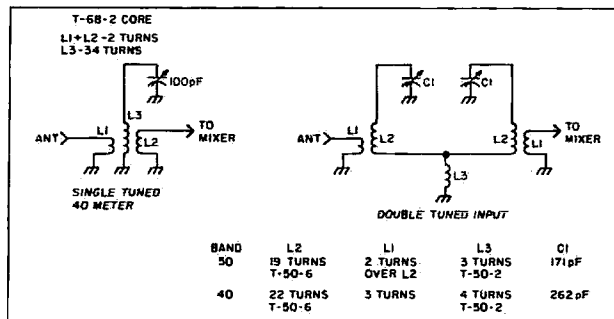 T-68-2 CORE
L1+L2-2 TURNS
L3-34 TURNS
100pF
L3
ANT
L1
L2
TO
MIXER
SINGLE TUNED
40 METER
C1
C1
ANT
L1
L2
L2
L1
TO
MIXER
L3
DOUBLE TUNED INPUT
BAND L2 L1 L3 C1
50 19 TURNS 2 TURNS 3 TURNS 171pF
T-50-6 OVER L2 T-50-2
40 22 TURNS 3 TURNS 4 TURNS 262pF
T-50-6 T-50-2